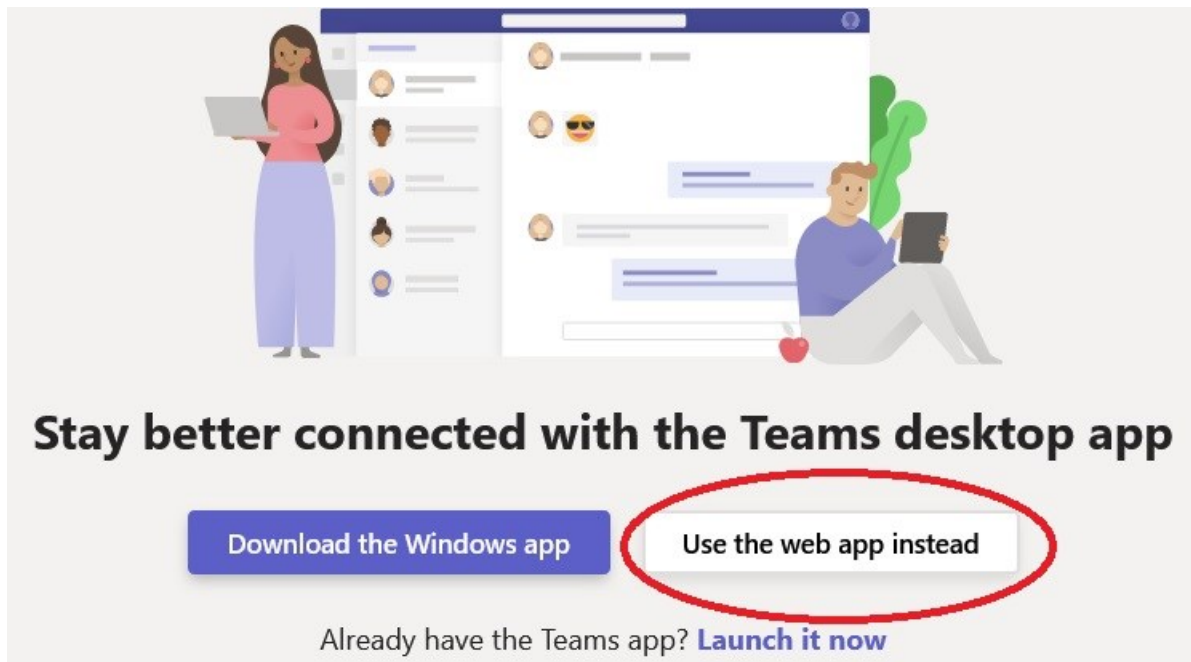 Stay better connected with the Teams desktop app
Download the Windows app
Use the web app instead
Already have the Teams app? Launch it now